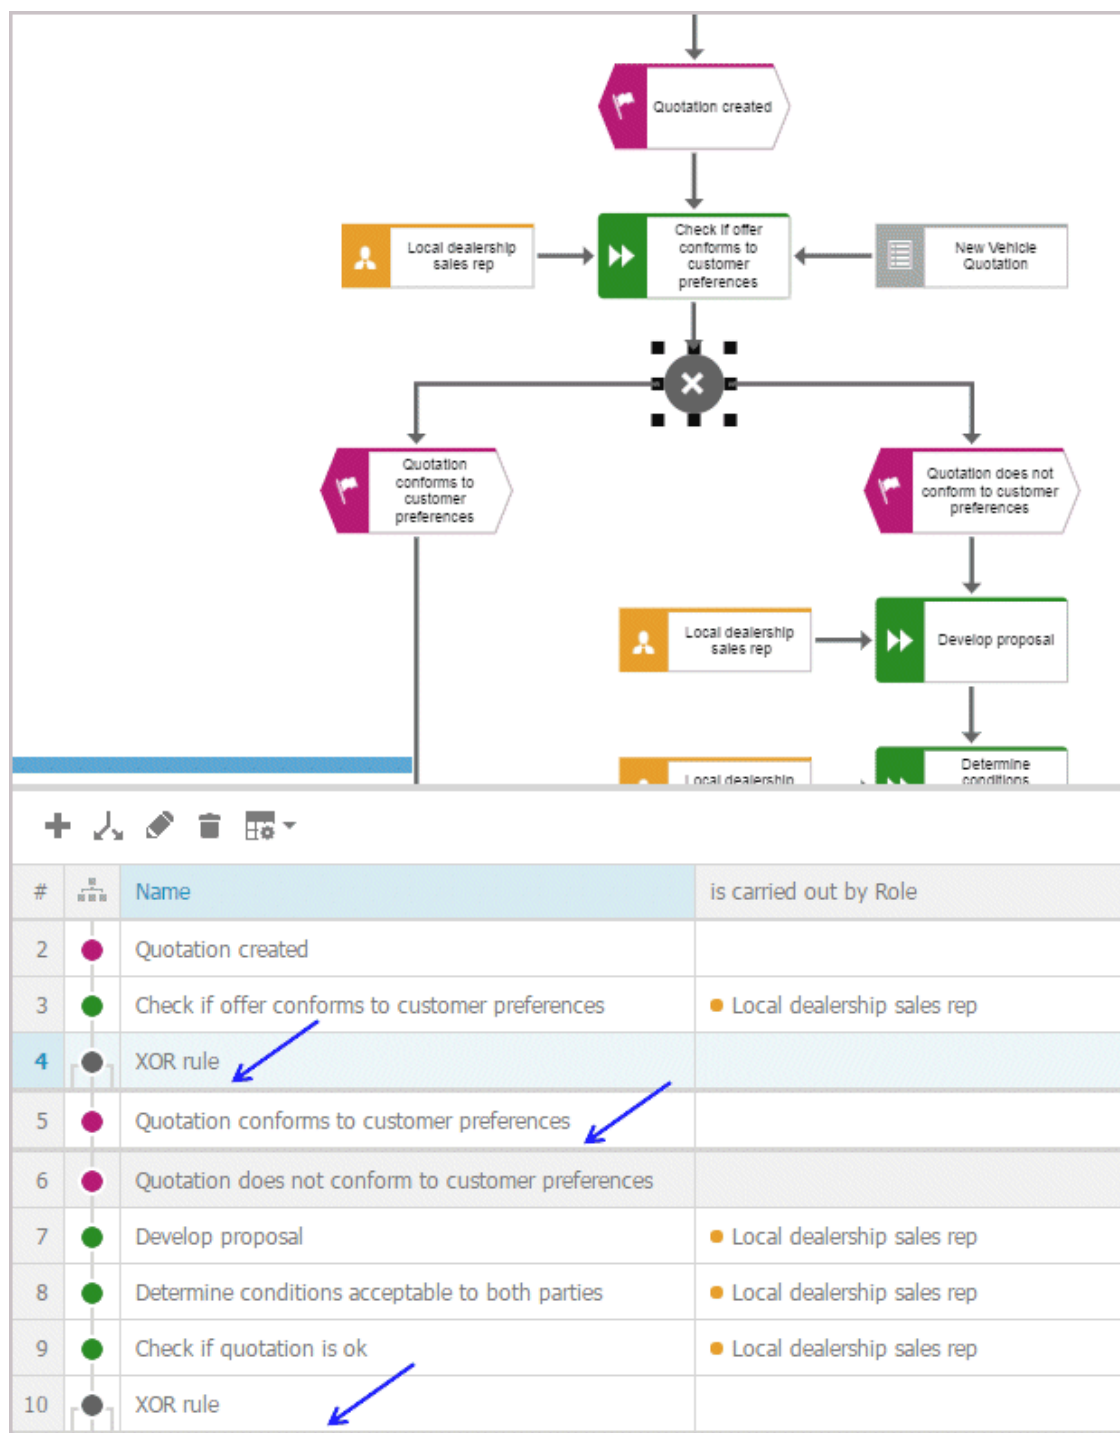 Quotation created
Local dealership
sales rep
Check if offer
conforms to
customer
preferences
New Vehicle
Quotation
Quotation
conforms to
customer
preferences
Quotation does not
conform to customer
preferences
Local dealership
sales rep
Develop proposal
Local dealership
Determine
conditions
# Name is carried out by Role
2 Quotation created
3 Check if offer conforms to customer preferences Local dealership sales rep
4 XOR rule
5 Quotation conforms to customer preferences
6 Quotation does not conform to customer preferences
7 Develop proposal Local dealership sales rep
8 Determine conditions acceptable to both parties Local dealership sales rep
9 Check if quotation is ok Local dealership sales rep
10 XOR rule